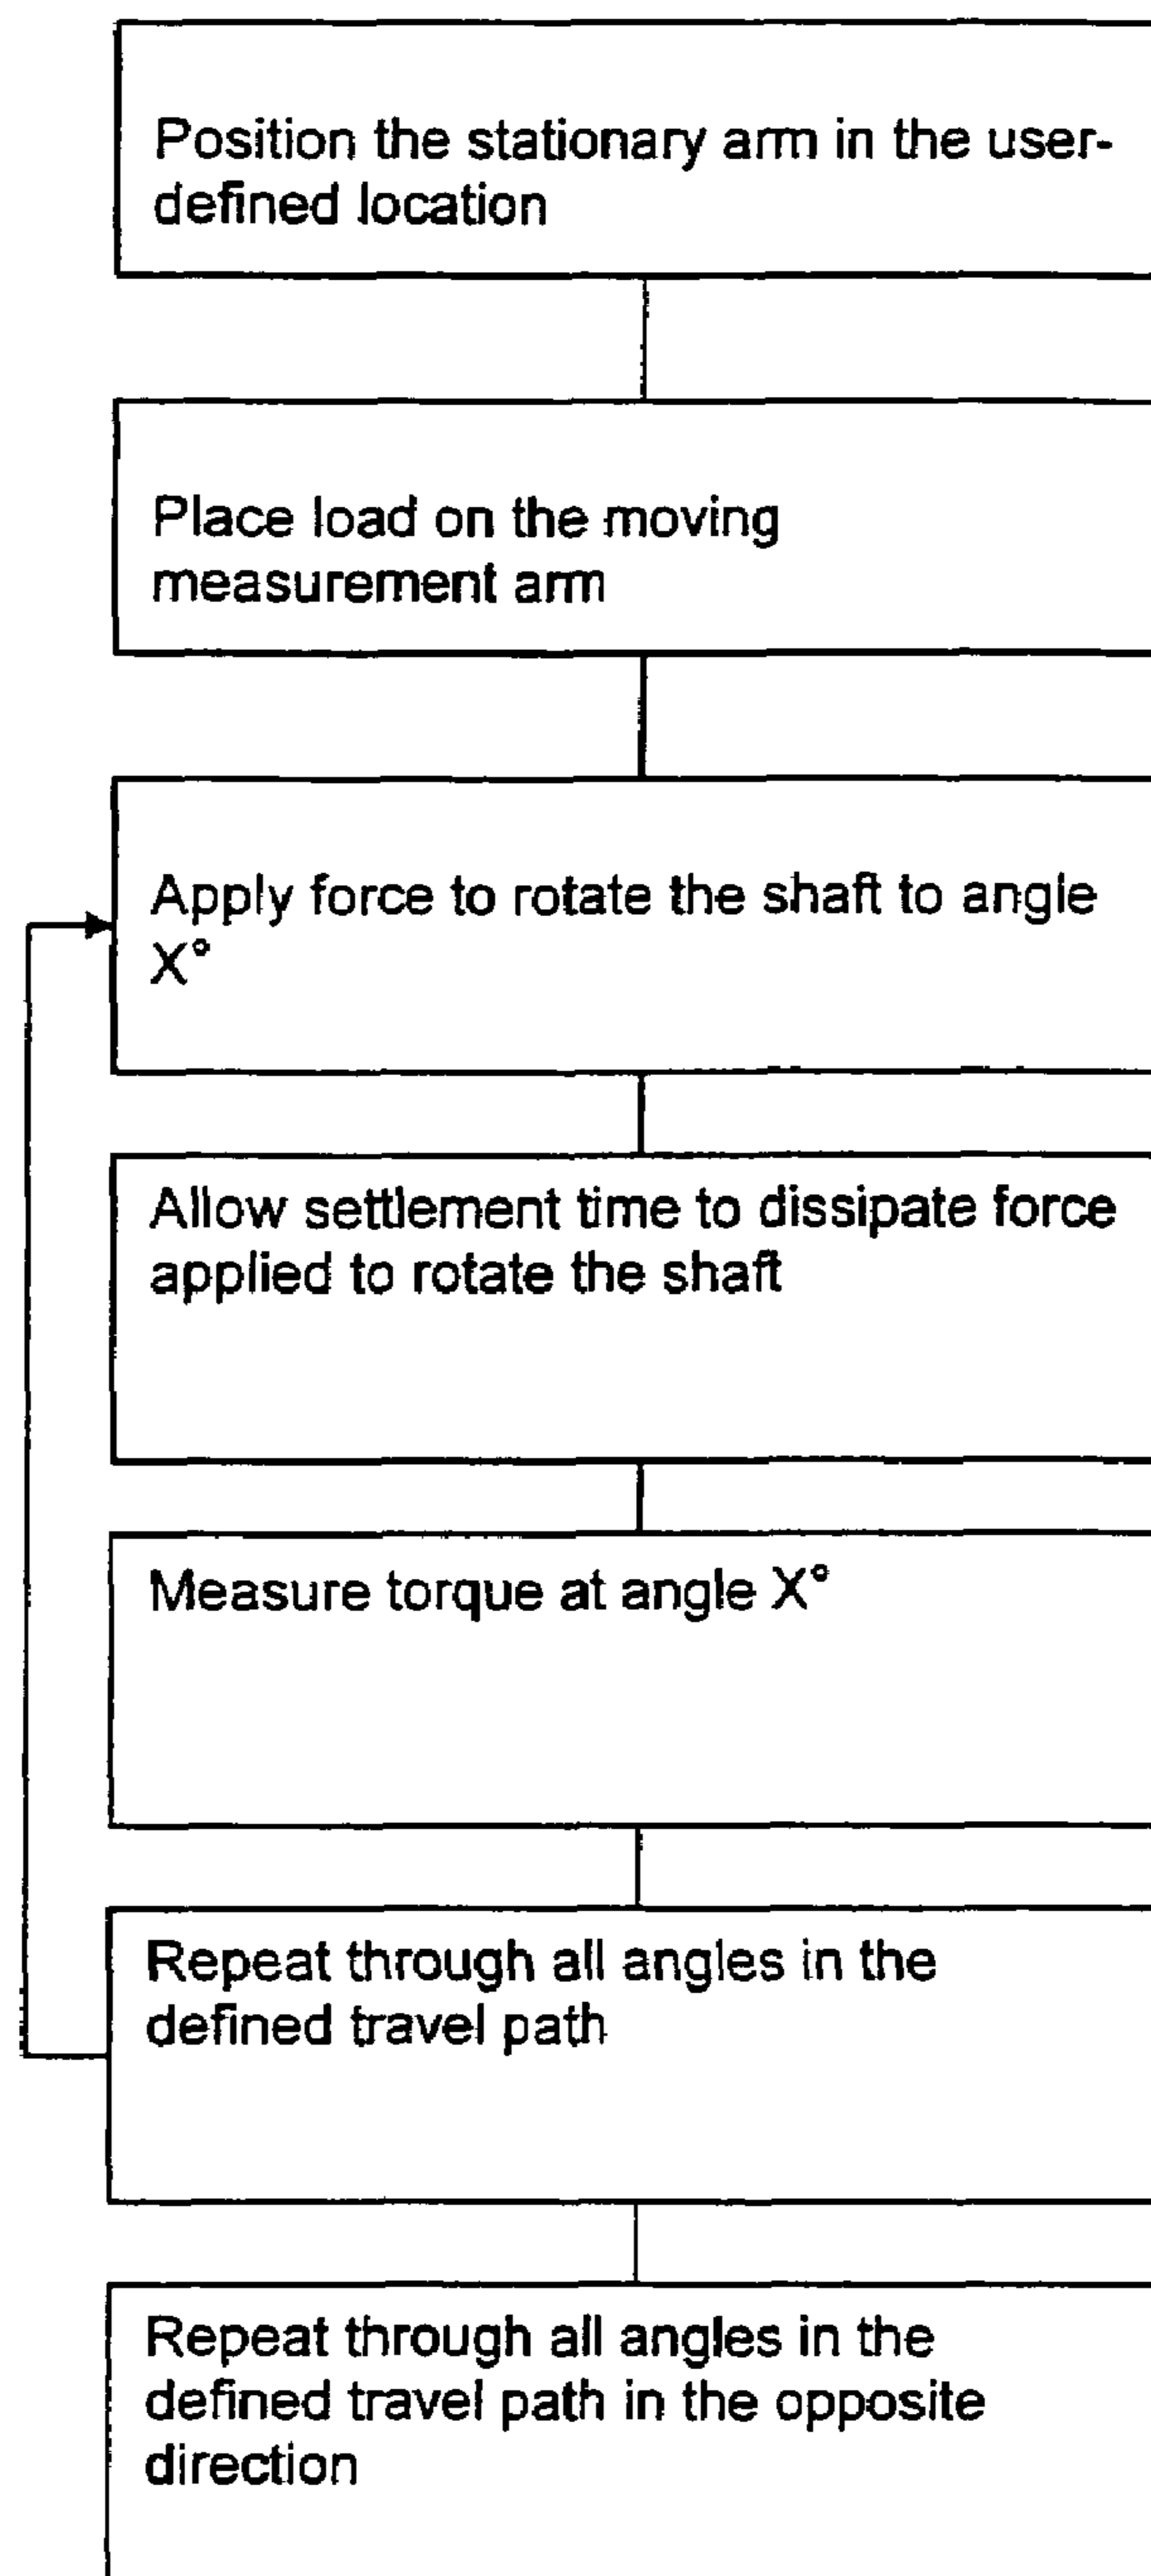 Position the stationary arm in the user-
defined location
Place load on the moving
measurement arm
Apply force to rotate the shaft to angle
X°
Allow settlement time to dissipate force
applied to rotate the shaft
Measure torque at angle X°
Repeat through all angles in the
defined travel path
Repeat through all angles in the
defined travel path in the opposite
direction